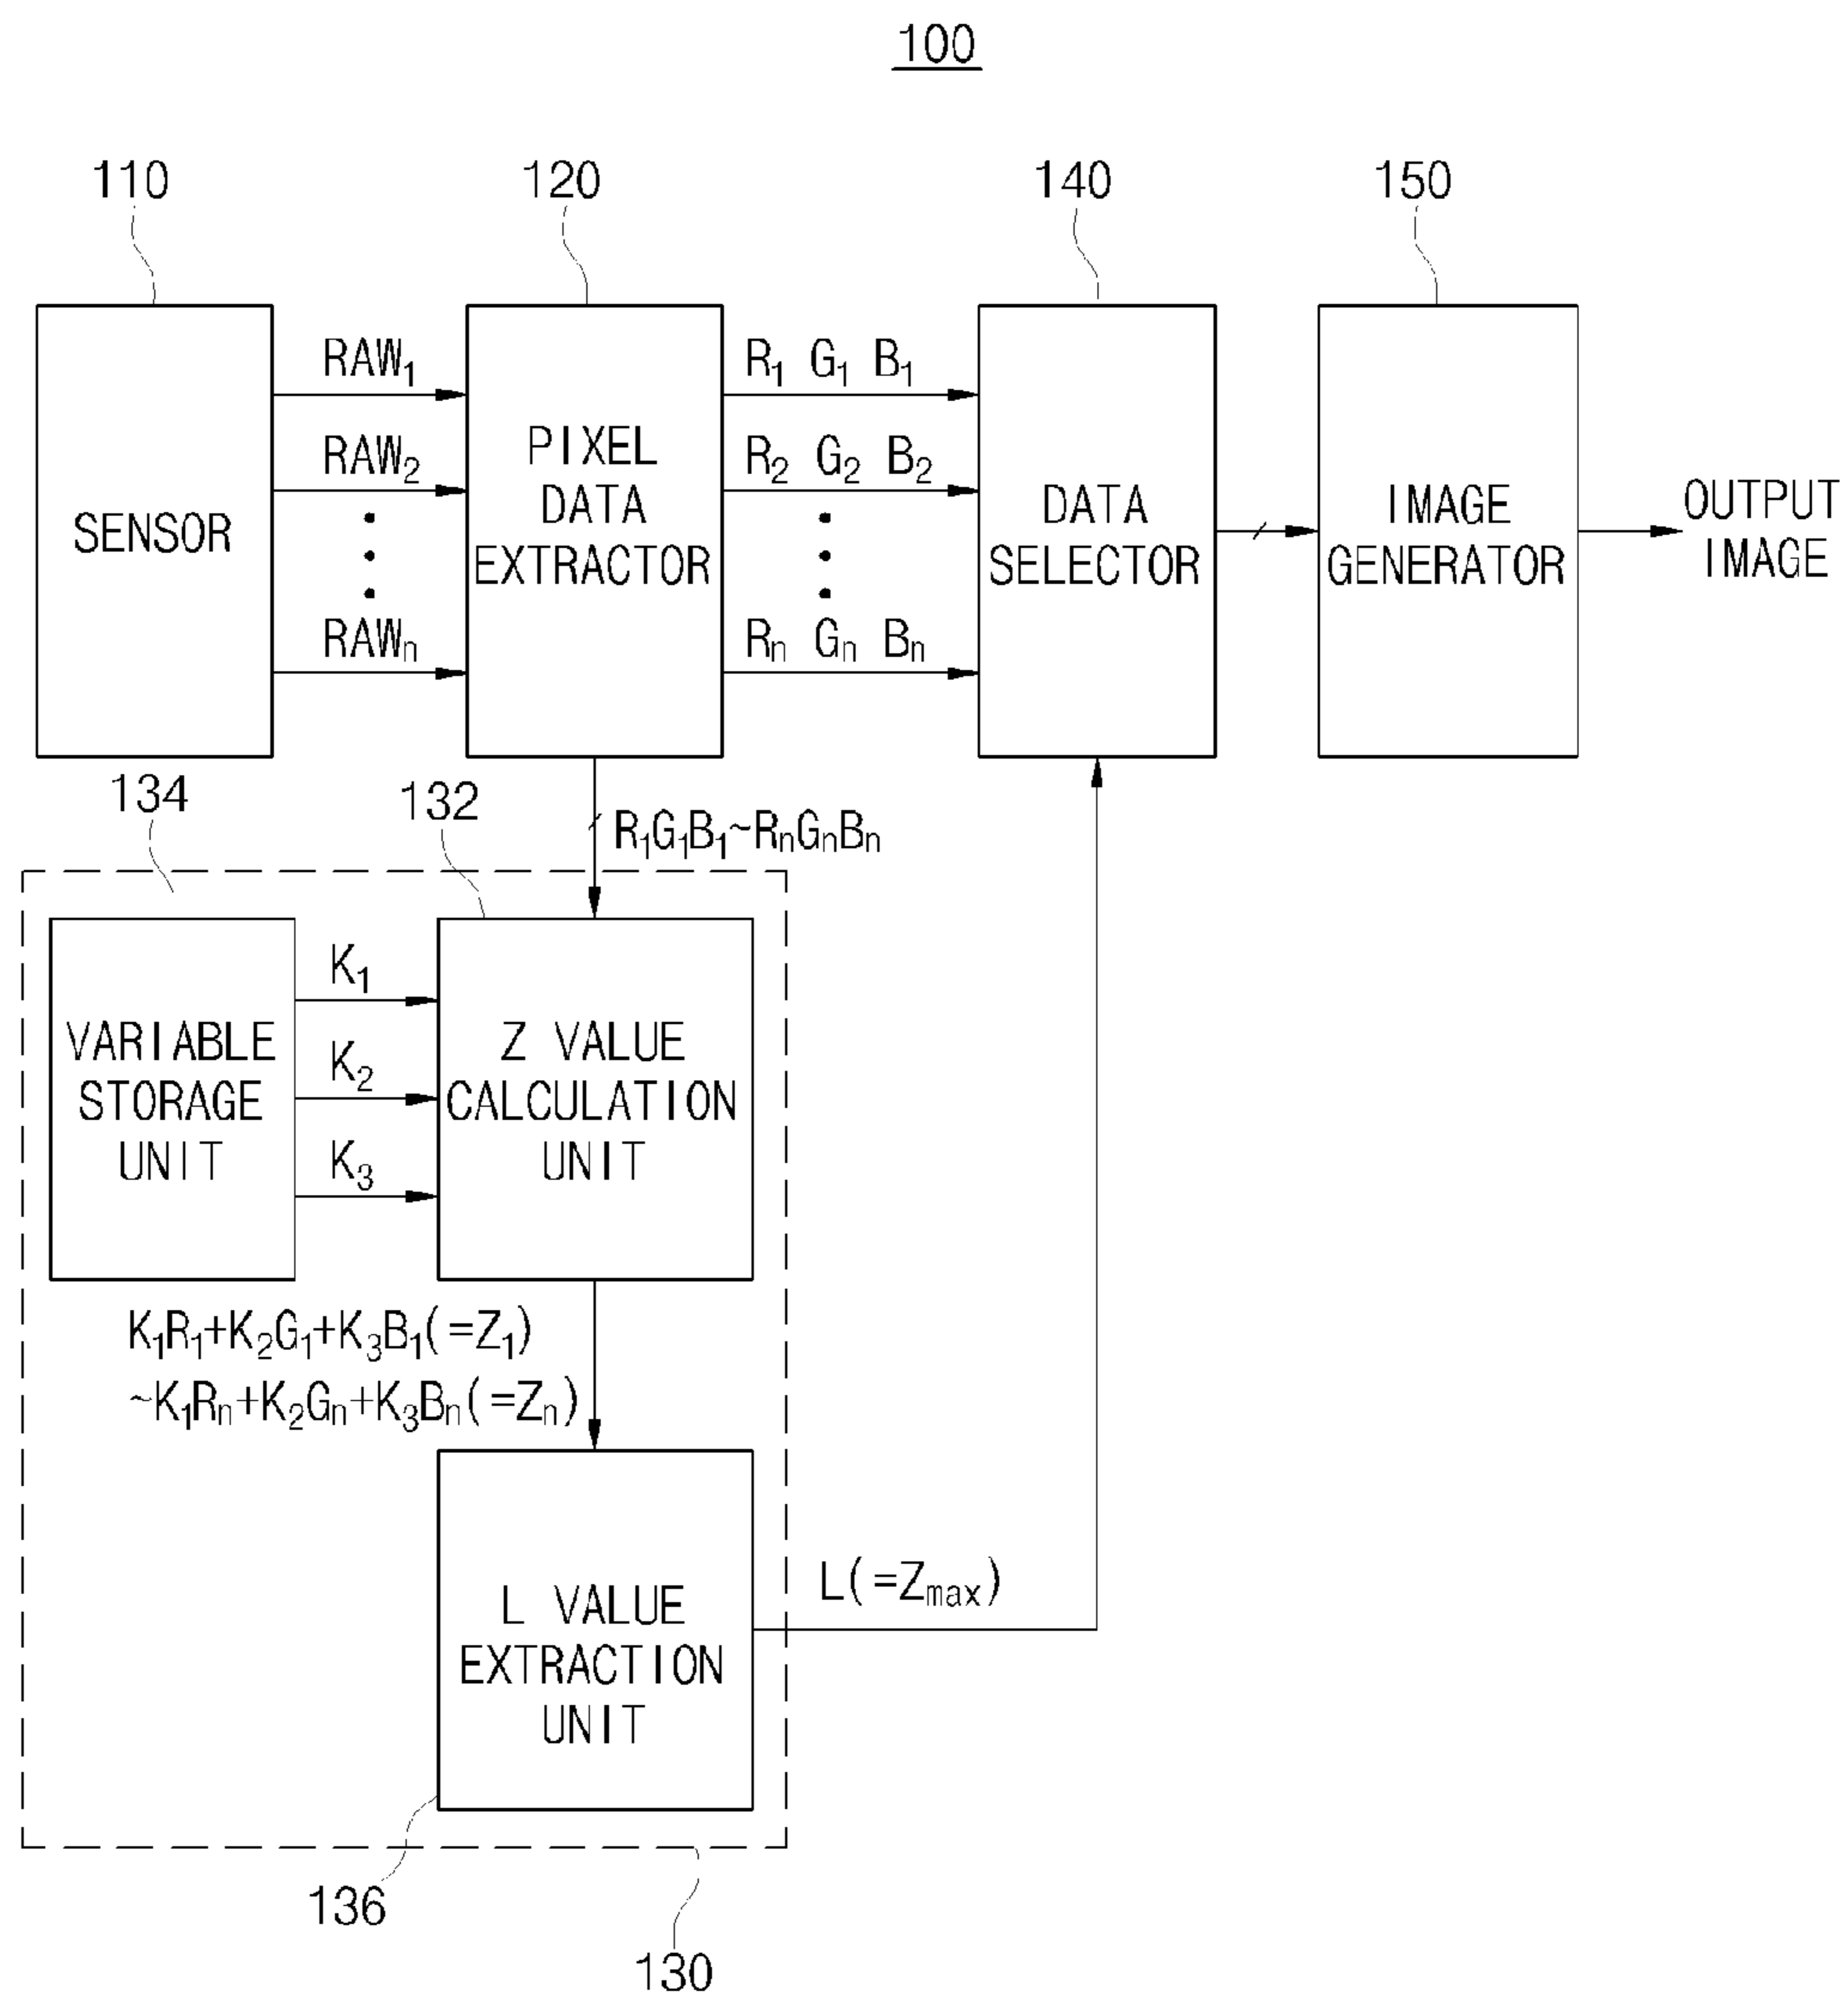 100
110
120
140
150
SENSOR
RAW1
RAW2
RAWn
PIXEL
DATA
EXTRACTOR
R1 G1 B1
R2 G2 B2
Rn Gn Bn
DATA
SELECTOR
IMAGE
GENERATOR
OUTPUT
IMAGE
134
132
R1G1B1~RnGnBn
VARIABLE
STORAGE
UNIT
K1
K2
K3
Z VALUE
CALCULATION
UNIT
K1R1+K2G1+K3B1(=Z1)
~K1Rn+K2Gn+K3Bn(=Zn)
L VALUE
EXTRACTION
UNIT
L(=Zmax)
136
130